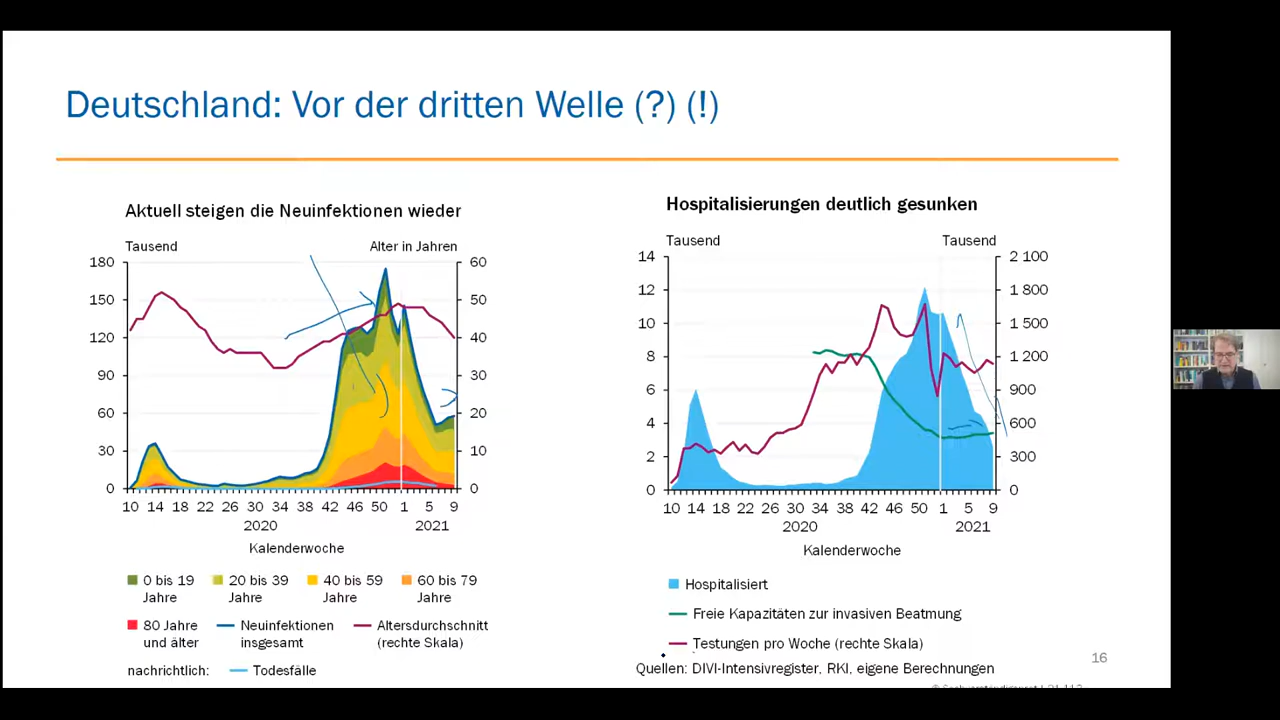 Deutschland: Vor der dritten Welle (?) (!)
Aktuell steigen die Neuinfektionen wieder
Tausend
Alter in Jahren
180
150
120
90
60
30
0
60
50
40
30
20
10
0
10 14 18 22 26 30 34 38 42 46 50 1 5 9
2020 2021
Kalenderwoche
0 bis 19 Jahre
20 bis 39 Jahre
40 bis 59 Jahre
60 bis 79 Jahre
80 Jahre und älter
Neuinfektionen insgesamt
Altersdurchschnitt (rechte Skala)
nachrichtlich: Todesfälle
Hospitalisierungen deutlich gesunken
Tausend
Tausend
14
12
10
8
6
4
2
0
2 100
1 800
1 500
1 200
900
600
300
0
10 14 18 22 26 30 34 38 42 46 50 1 5 9
2020 2021
Kalenderwoche
Hospitalisiert
Freie Kapazitäten zur invasiven Beatmung
Testungen pro Woche (rechte Skala)
Quellen: DIVI-Intensivregister, RKI, eigene Berechnungen
16